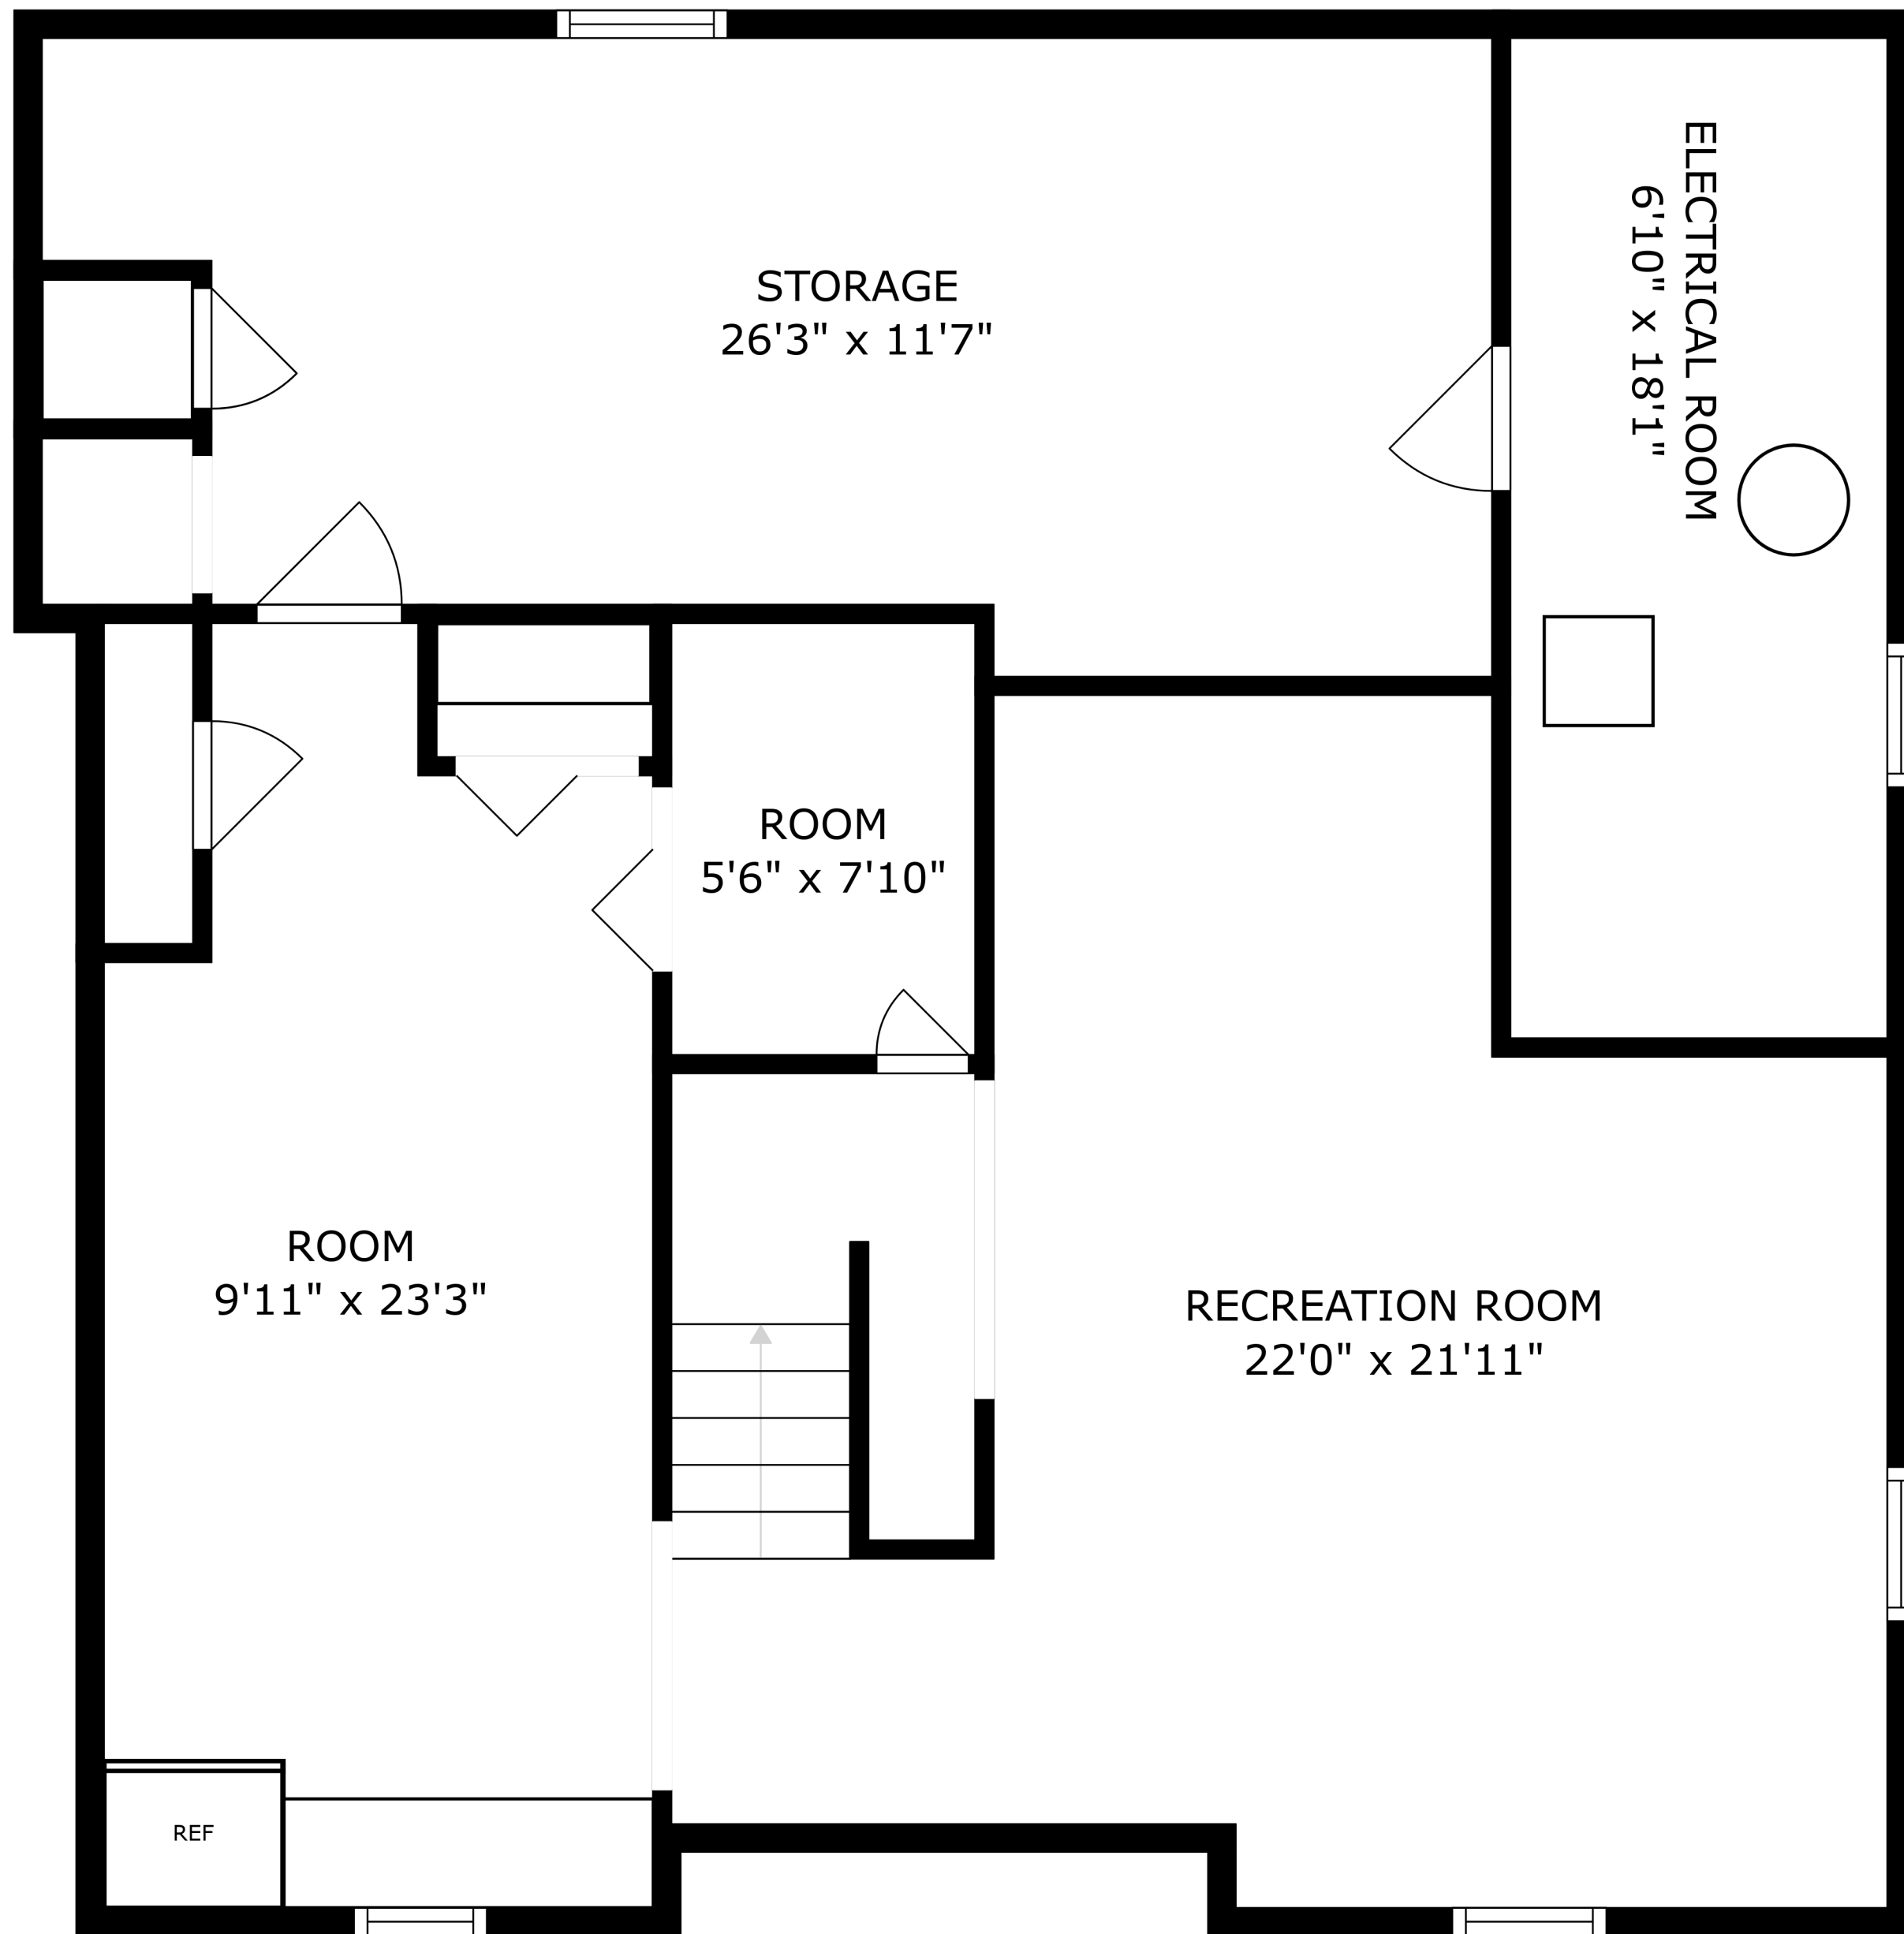 STORAGE
26'3" x 11'7"
ELECTRICAL ROOM
6'10" x 18'1"
ROOM
5'6" x 7'10"
ROOM
9'11" x 23'3"
RECREATION ROOM
22'0" x 21'11"
REF